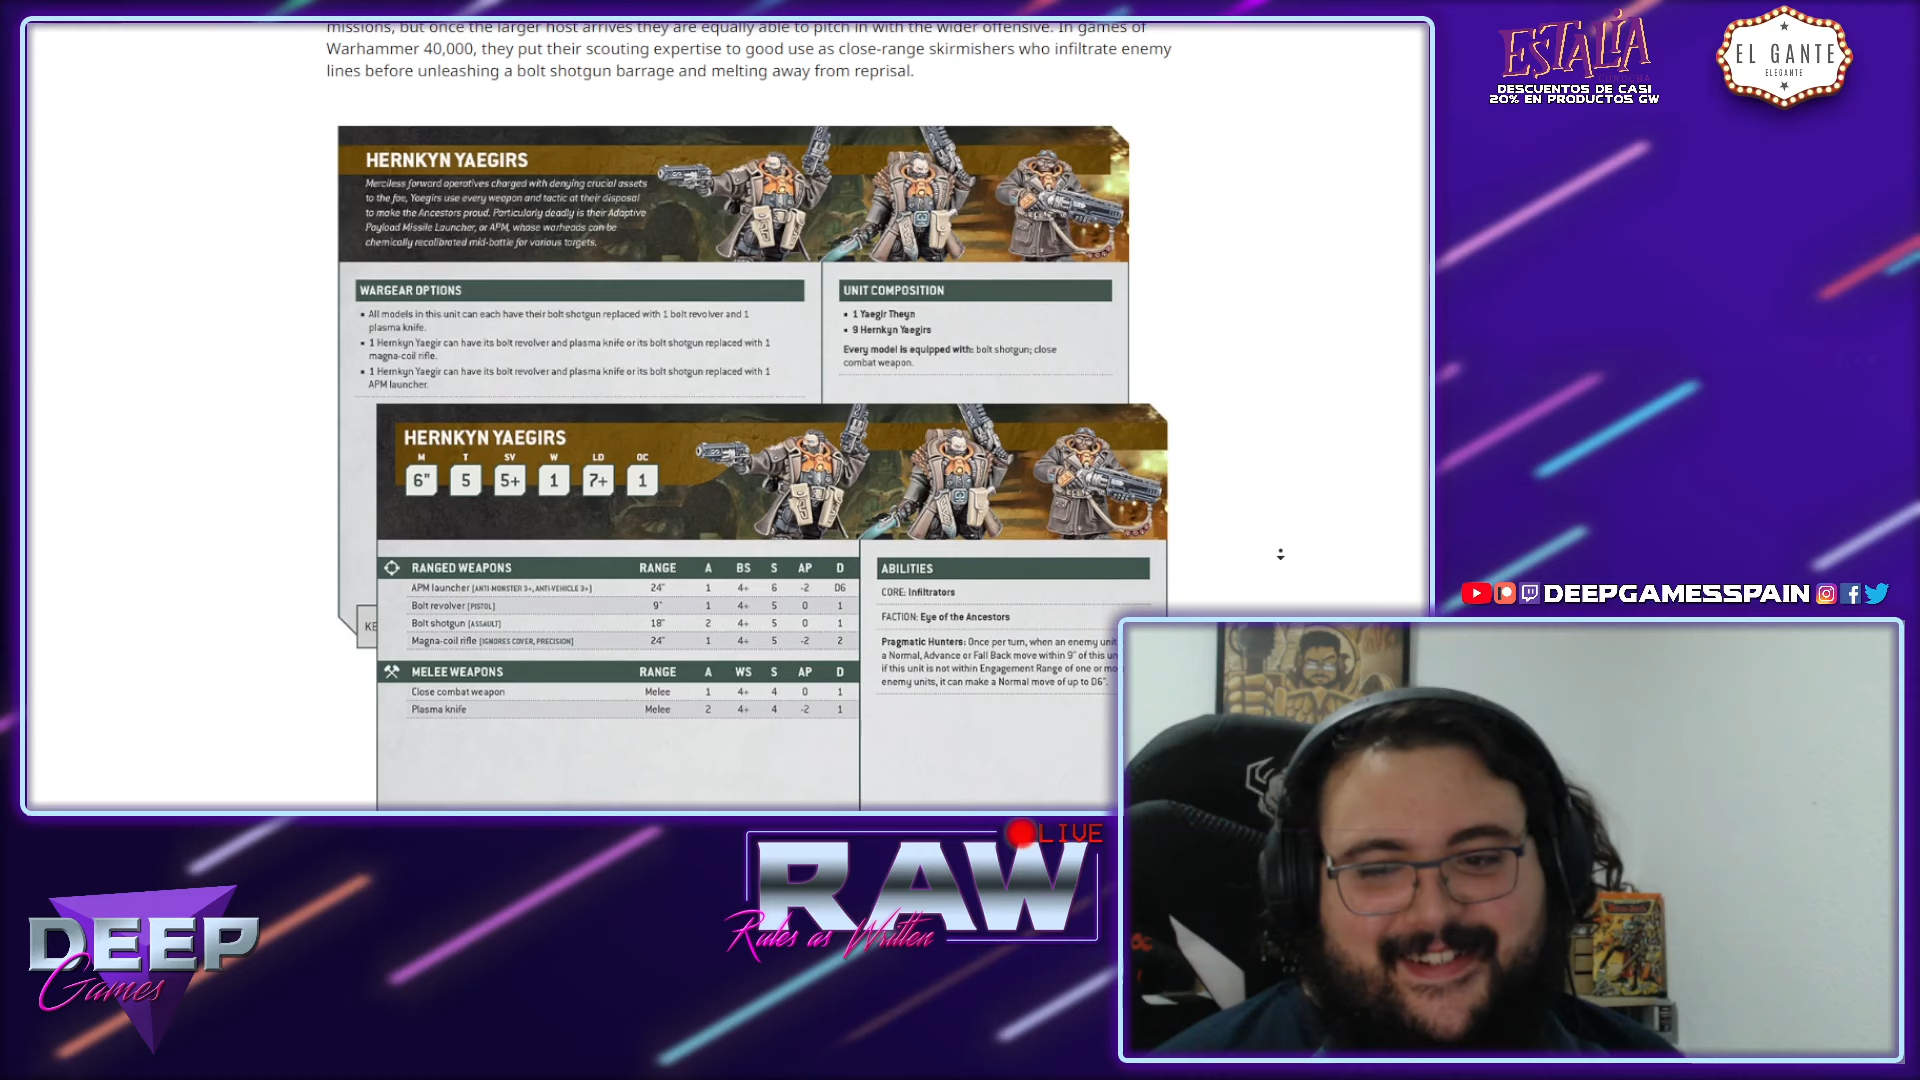 missions, but once the larger host arrives they are equally able to pitch in with the wider offensive. In games of
Warhammer 40,000, they put their scouting expertise to good use as close-range skirmishers who infiltrate enemy
lines before unleashing a bolt shotgun barrage and melting away from reprisal.
ESTALIA
CÓRDOBA
DESCUENTOS DE CASI
20% EN PRODUCTOS GW
EL GANTE
ELEGANTE
HERNKYN YAEGIRS
Merciless forward operatives charged with denying crucial assets
to the foe, Yaegirs use every weapon and tactic at their disposal
to make the Ancestors proud. Particularly deadly is their Adaptive
Payload Missile Launcher, or APM, whose warheads can be
chemically recalibrated mid-battle for various targets.
WARGEAR OPTIONS
▪ All models in this unit can each have their bolt shotgun replaced with 1 bolt revolver and 1
plasma knife.
▪ 1 Hernkyn Yaegir can have its bolt revolver and plasma knife or its bolt shotgun replaced with 1
magna-coil rifle.
▪ 1 Hernkyn Yaegir can have its bolt revolver and plasma knife or its bolt shotgun replaced with 1
APM launcher.
UNIT COMPOSITION
▪ 1 Yaegir Theyn
▪ 9 Hernkyn Yaegirs
Every model is equipped with: bolt shotgun; close
combat weapon.
KE
HERNKYN YAEGIRS
M T SV W LD OC
6" 5 5+ 1 7+ 1
RANGED WEAPONS RANGE A BS S AP D
APM launcher [ANTI-MONSTER 3+, ANTI-VEHICLE 3+] 24" 1 4+ 6 -2 D6
Bolt revolver [PISTOL] 9" 1 4+ 5 0 1
Bolt shotgun [ASSAULT] 18" 2 4+ 5 0 1
Magna-coil rifle [IGNORES COVER, PRECISION] 24" 1 4+ 5 -2 2
MELEE WEAPONS RANGE A WS S AP D
Close combat weapon Melee 1 4+ 4 0 1
Plasma knife Melee 2 4+ 4 -2 1
ABILITIES
CORE: Infiltrators
FACTION: Eye of the Ancestors
Pragmatic Hunters: Once per turn, when an enemy unit
a Normal, Advance or Fall Back move within 9" of this un
if this unit is not within Engagement Range of one or mo
enemy units, it can make a Normal move of up to D6".
DEEPGAMESSPAIN
LIVE
RAW
Rules as Written
DEEP
Games